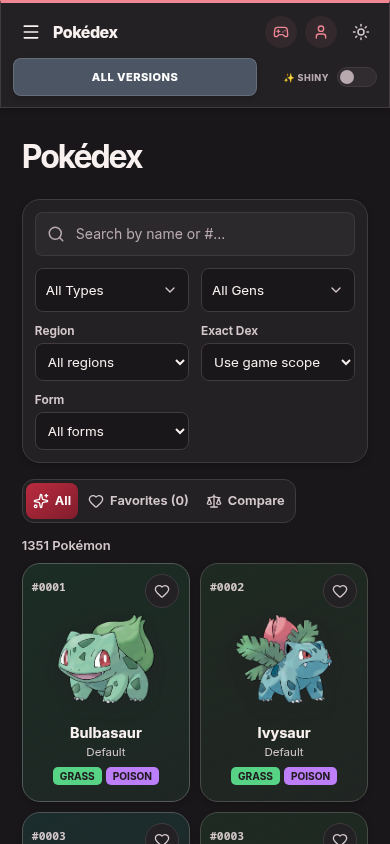 Pokédex
ALL VERSIONS
✨ SHINY
Pokédex
Search by name or #...
All Types
All Gens
Region
Exact Dex
All regions
Use game scope
Form
All forms
All
Favorites (0)
Compare
1351 Pokémon
#0001
#0002
Bulbasaur
Ivysaur
Default
Default
GRASS POISON
GRASS POISON
#0003
#0003